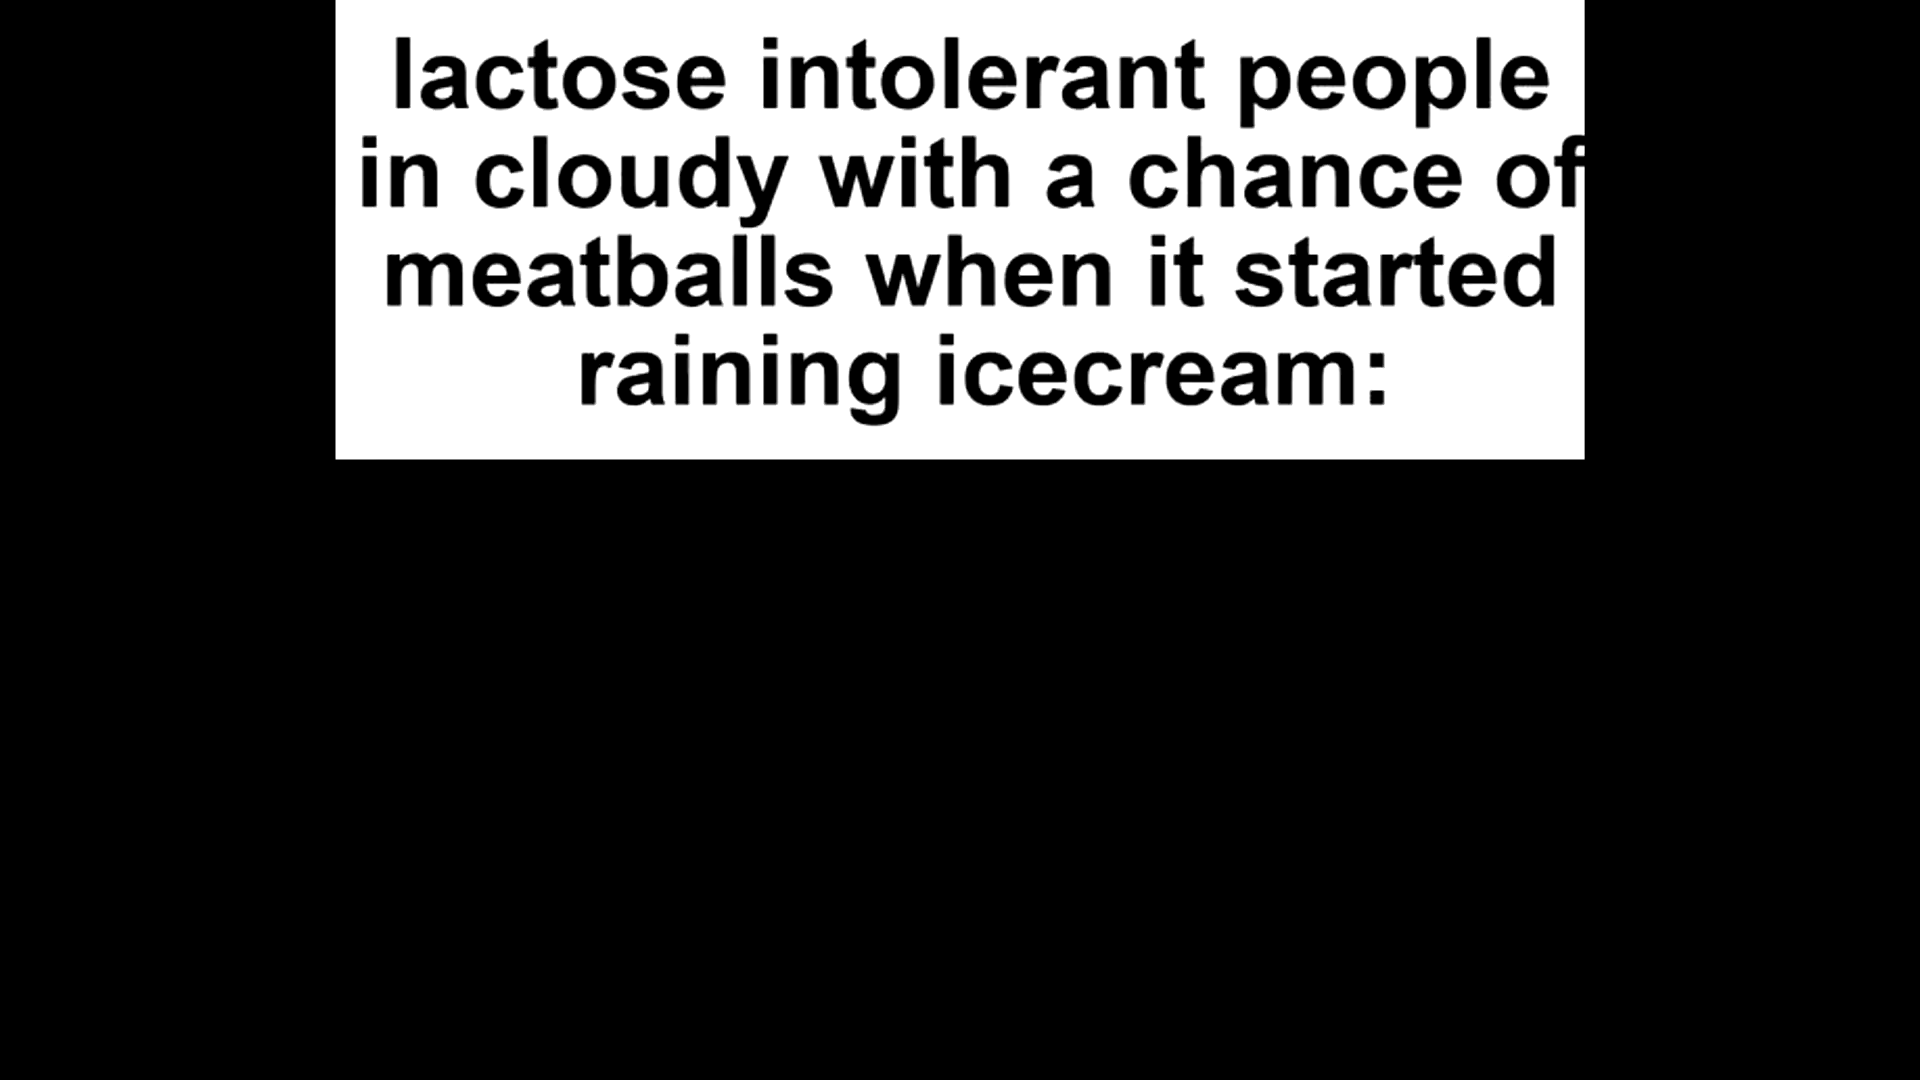 lactose intolerant people
in cloudy with a chance of
meatballs when it started
raining icecream: